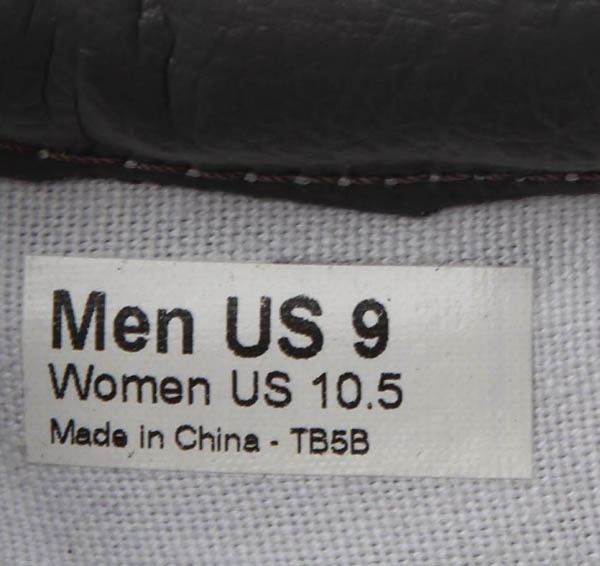 Men US 9
Women US 10.5
Made in China - TB5B